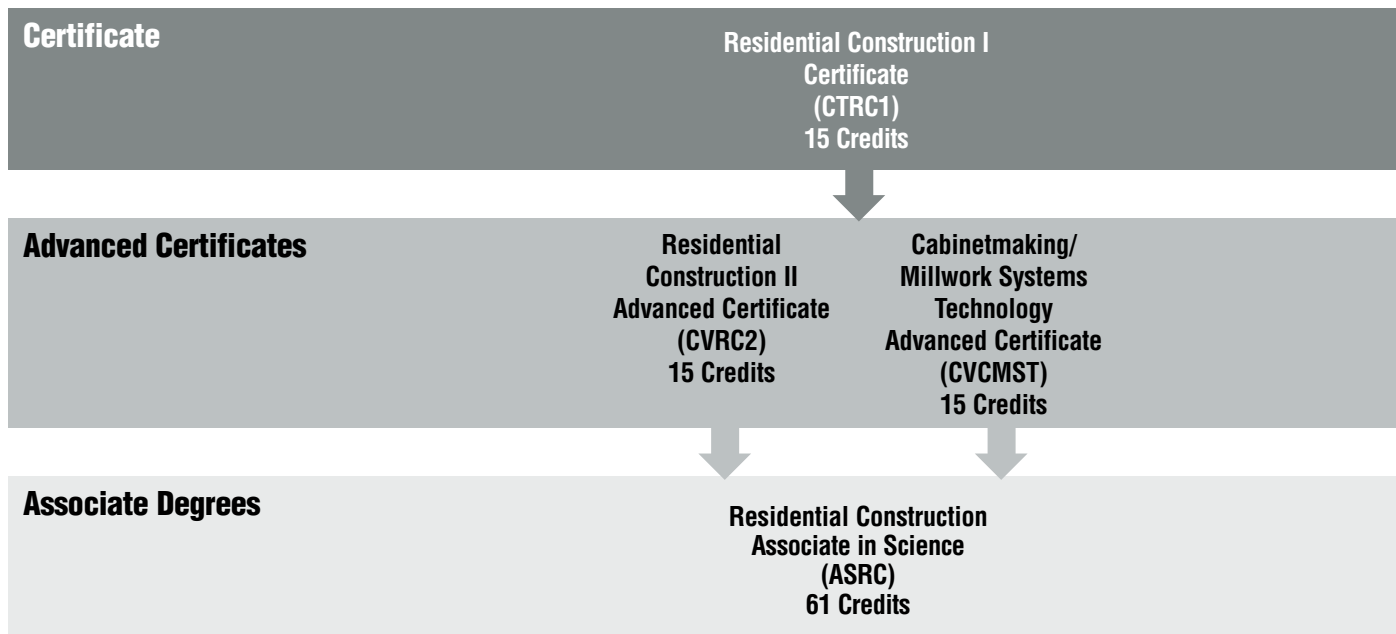 Certificate
Residential Construction I
Certificate
(CTRC1)
15 Credits
Advanced Certificates
Residential
Construction II
Advanced Certificate
(CVRC2)
15 Credits
Cabinetmaking/
Millwork Systems
Technology
Advanced Certificate
(CVCMST)
15 Credits
Associate Degrees
Residential Construction
Associate in Science
(ASRC)
61 Credits